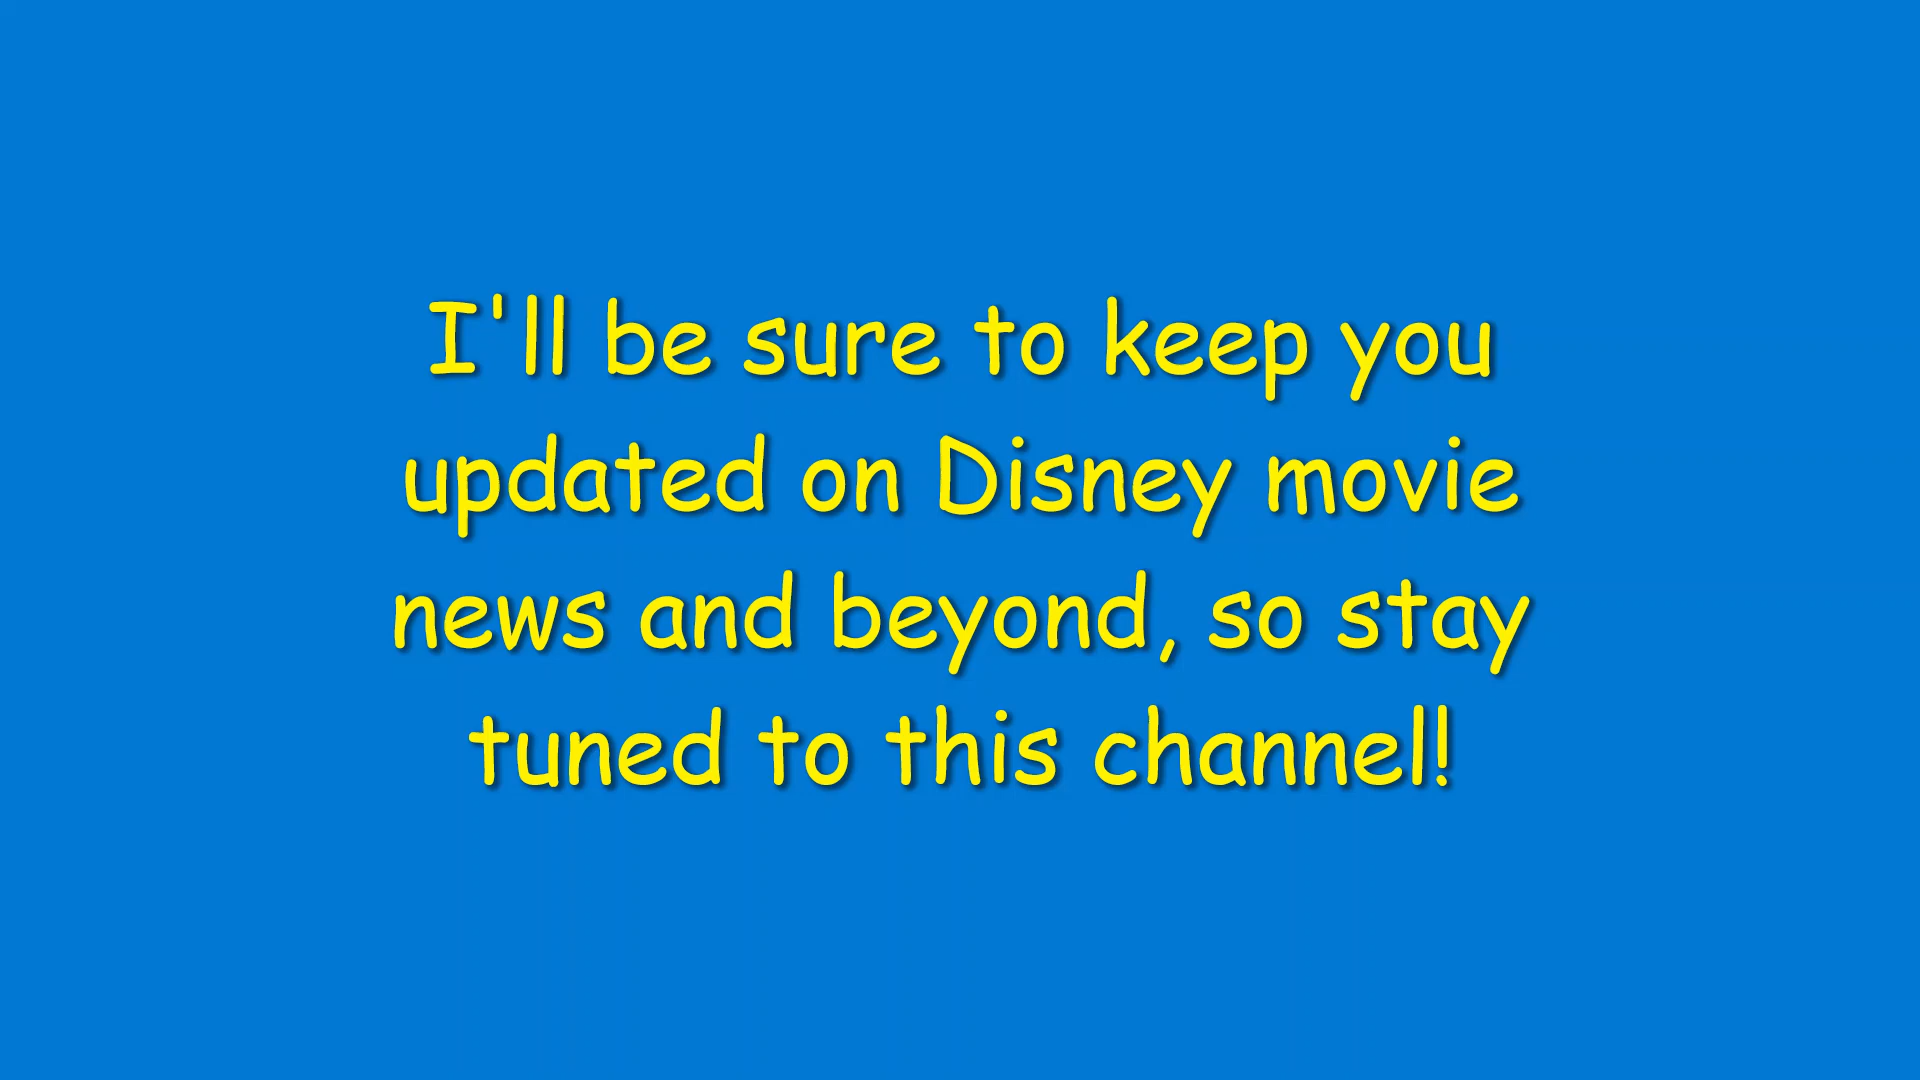 I'll be sure to keep you
updated on Disney movie
news and beyond, so stay
tuned to this channel!